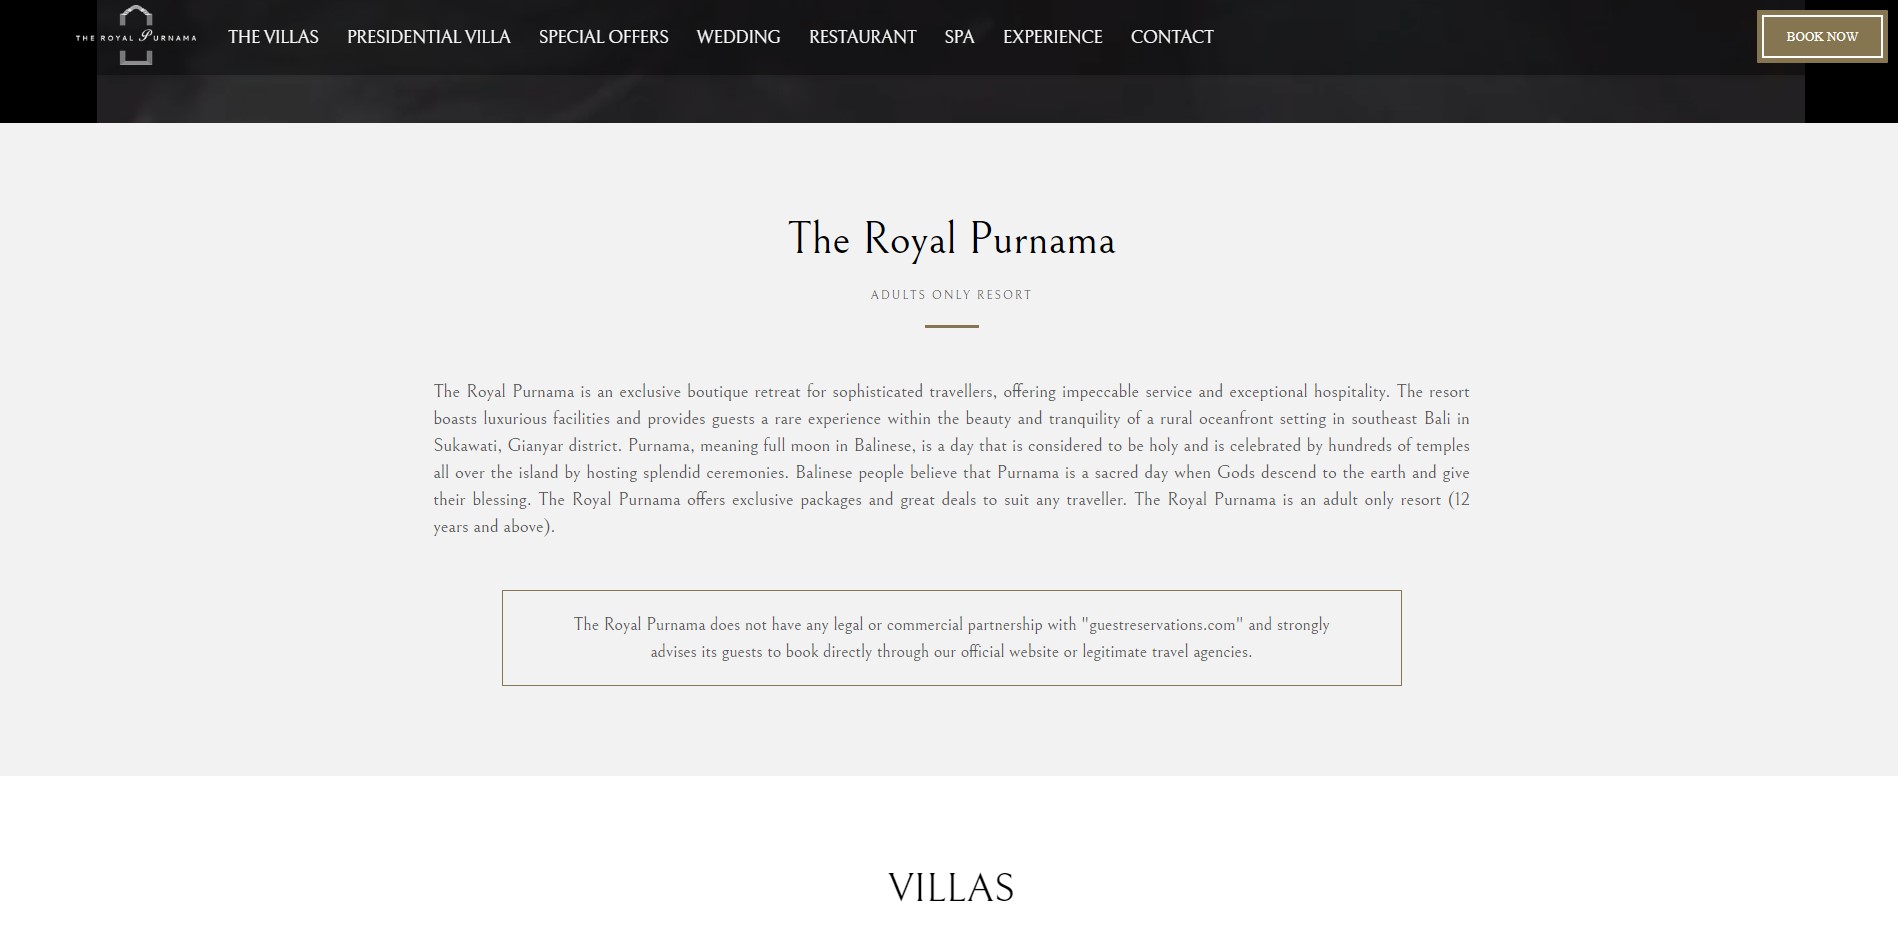 THE ROYAL PURNAMA
THE VILLAS PRESIDENTIAL VILLA SPECIAL OFFERS WEDDING RESTAURANT SPA EXPERIENCE CONTACT
BOOK NOW
The Royal Purnama
ADULTS ONLY RESORT
The Royal Purnama is an exclusive boutique retreat for sophisticated travellers, offering impeccable service and exceptional hospitality. The resort
boasts luxurious facilities and provides guests a rare experience within the beauty and tranquility of a rural oceanfront setting in southeast Bali in
Sukawati, Gianyar district. Purnama, meaning full moon in Balinese, is a day that is considered to be holy and is celebrated by hundreds of temples
all over the island by hosting splendid ceremonies. Balinese people believe that Purnama is a sacred day when Gods descend to the earth and give
their blessing. The Royal Purnama offers exclusive packages and great deals to suit any traveller. The Royal Purnama is an adult only resort (12
years and above).
The Royal Purnama does not have any legal or commercial partnership with "guestreservations.com" and strongly
advises its guests to book directly through our official website or legitimate travel agencies.
VILLAS